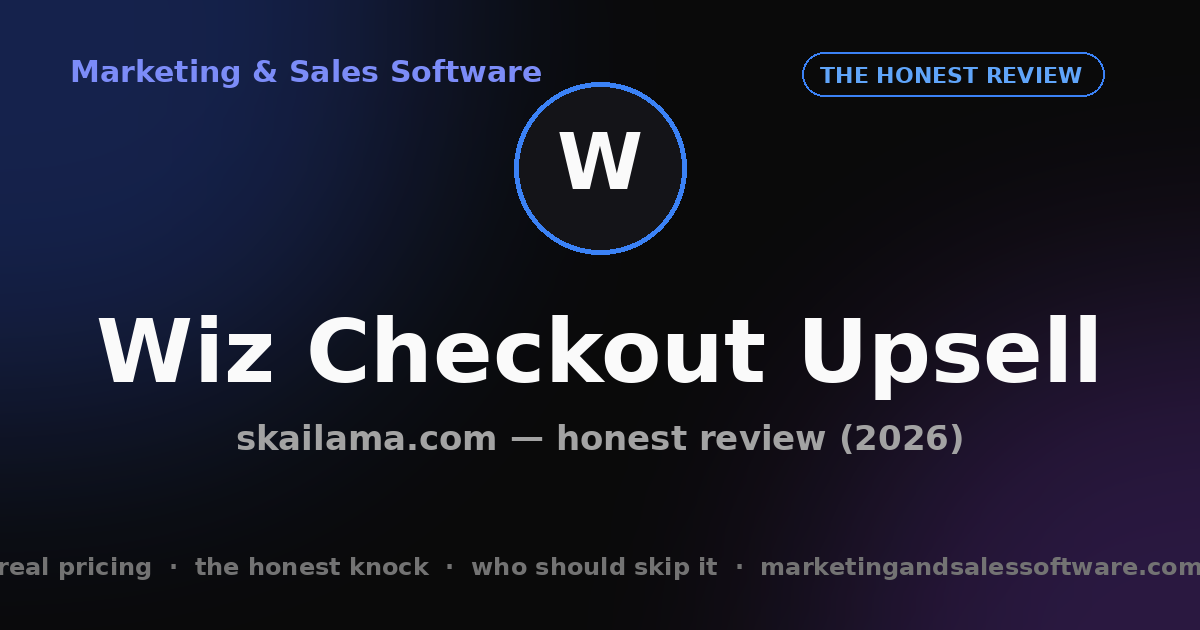 Marketing & Sales Software
THE HONEST REVIEW
W
Wiz Checkout Upsell
skailama.com — honest review (2026)
real pricing · the honest knock · who should skip it · marketingandsalessoftware.com